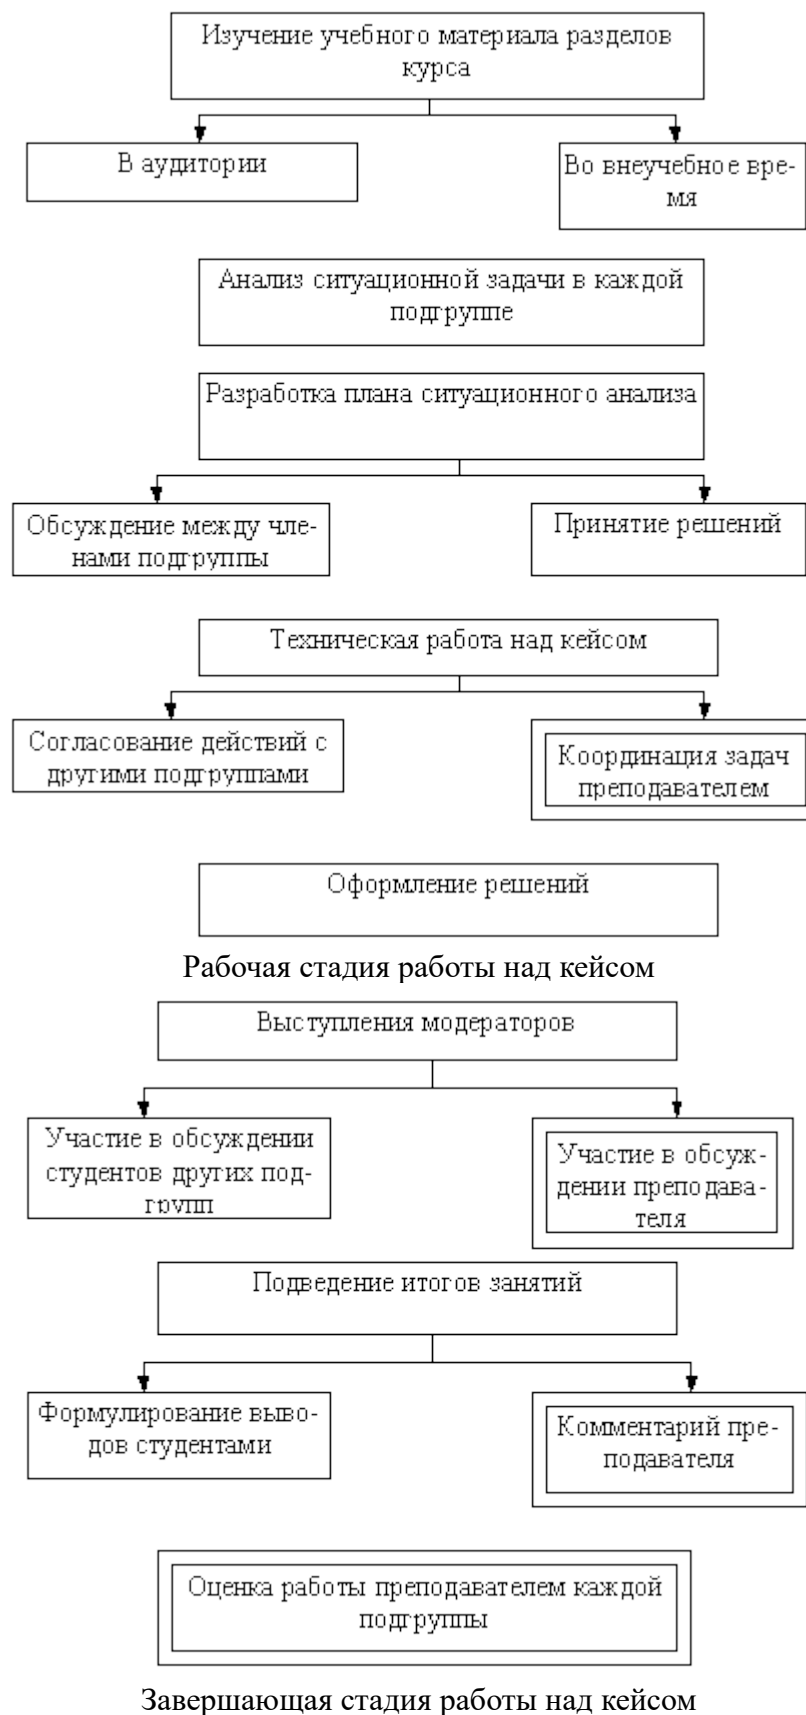 Изучение учебного материала разделов
курса
В аудитории
Во внеучебное вре-
мя
Анализ ситуационной задачи в каждой
подгруппе
Разработка плана ситуационного анализа
Обсуждение между чле-
нами подгруппы
Принятие решений
Техническая работа над кейсом
Согласование действий с
другими подгруппами
Координация задач
преподавателем
Оформление решений
Рабочая стадия работы над кейсом
Выступления модераторов
Участие в обсуждении
студентов других под-
групп
Участие в обсуж-
дении преподава-
теля
Подведение итогов занятий
Формулирование выво-
дов студентами
Комментарий пре-
подавателя
Оценка работы преподавателем каждой
подгруппы
Завершающая стадия работы над кейсом